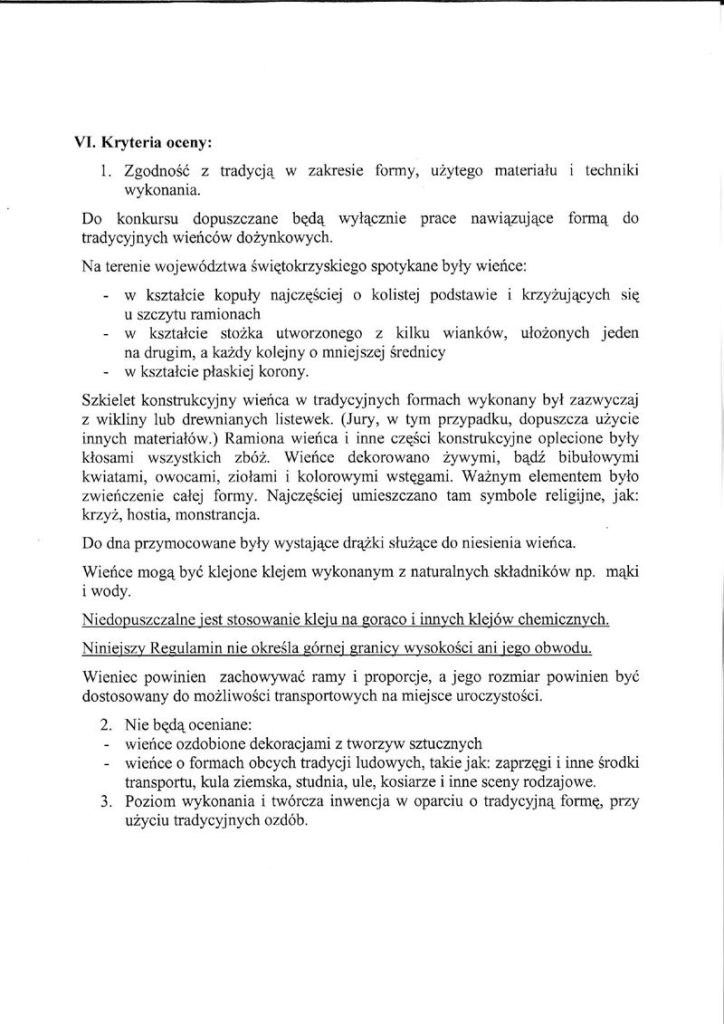 VI. Kryteria oceny:
1. Zgodność z tradycją w zakresie formy, użytego materiału i techniki
wykonania.
Do konkursu dopuszczane będą wyłącznie prace nawiązujące formą do
tradycyjnych wieńców dożynkowych.
Na terenie województwa świętokrzyskiego spotykane były wieńce:
- w kształcie kopuły najczęściej o kolistej podstawie i krzyżujących się
u szczytu ramionach
- w kształcie stożka utworzonego z kilku wianków, ułożonych jeden
na drugim, a każdy kolejny o mniejszej średnicy
- w kształcie płaskiej korony.
Szkielet konstrukcyjny wieńca w tradycyjnych formach wykonany był zazwyczaj
z wikliny lub drewnianych listewek. (Jury, w tym przypadku, dopuszcza użycie
innych materiałów.) Ramiona wieńca i inne części konstrukcyjne oplecione były
kłosami wszystkich zbóż. Wieńce dekorowano żywymi, bądź bibułowymi
kwiatami, owocami, ziołami i kolorowymi wstęgami. Ważnym elementem było
zwieńczenie całej formy. Najczęściej umieszczano tam symbole religijne, jak:
krzyż, hostia, monstrancja.
Do dna przymocowane były wystające drążki służące do niesienia wieńca.
Wieńce mogą być klejone klejem wykonanym z naturalnych składników np. mąki
i wody.
Niedopuszczalne jest stosowanie kleju na gorąco i innych klejów chemicznych.
Niniejszy Regulamin nie określa górnej granicy wysokości ani jego obwodu.
Wieniec powinien zachowywać ramy i proporcje, a jego rozmiar powinien być
dostosowany do możliwości transportowych na miejsce uroczystości.
2. Nie będą oceniane:
- wieńce ozdobione dekoracjami z tworzyw sztucznych
- wieńce o formach obcych tradycji ludowych, takie jak: zaprzęgi i inne środki
transportu, kula ziemska, studnia, ule, kosiarze i inne sceny rodzajowe.
3. Poziom wykonania i twórcza inwencja w oparciu o tradycyjną formę, przy
użyciu tradycyjnych ozdób.